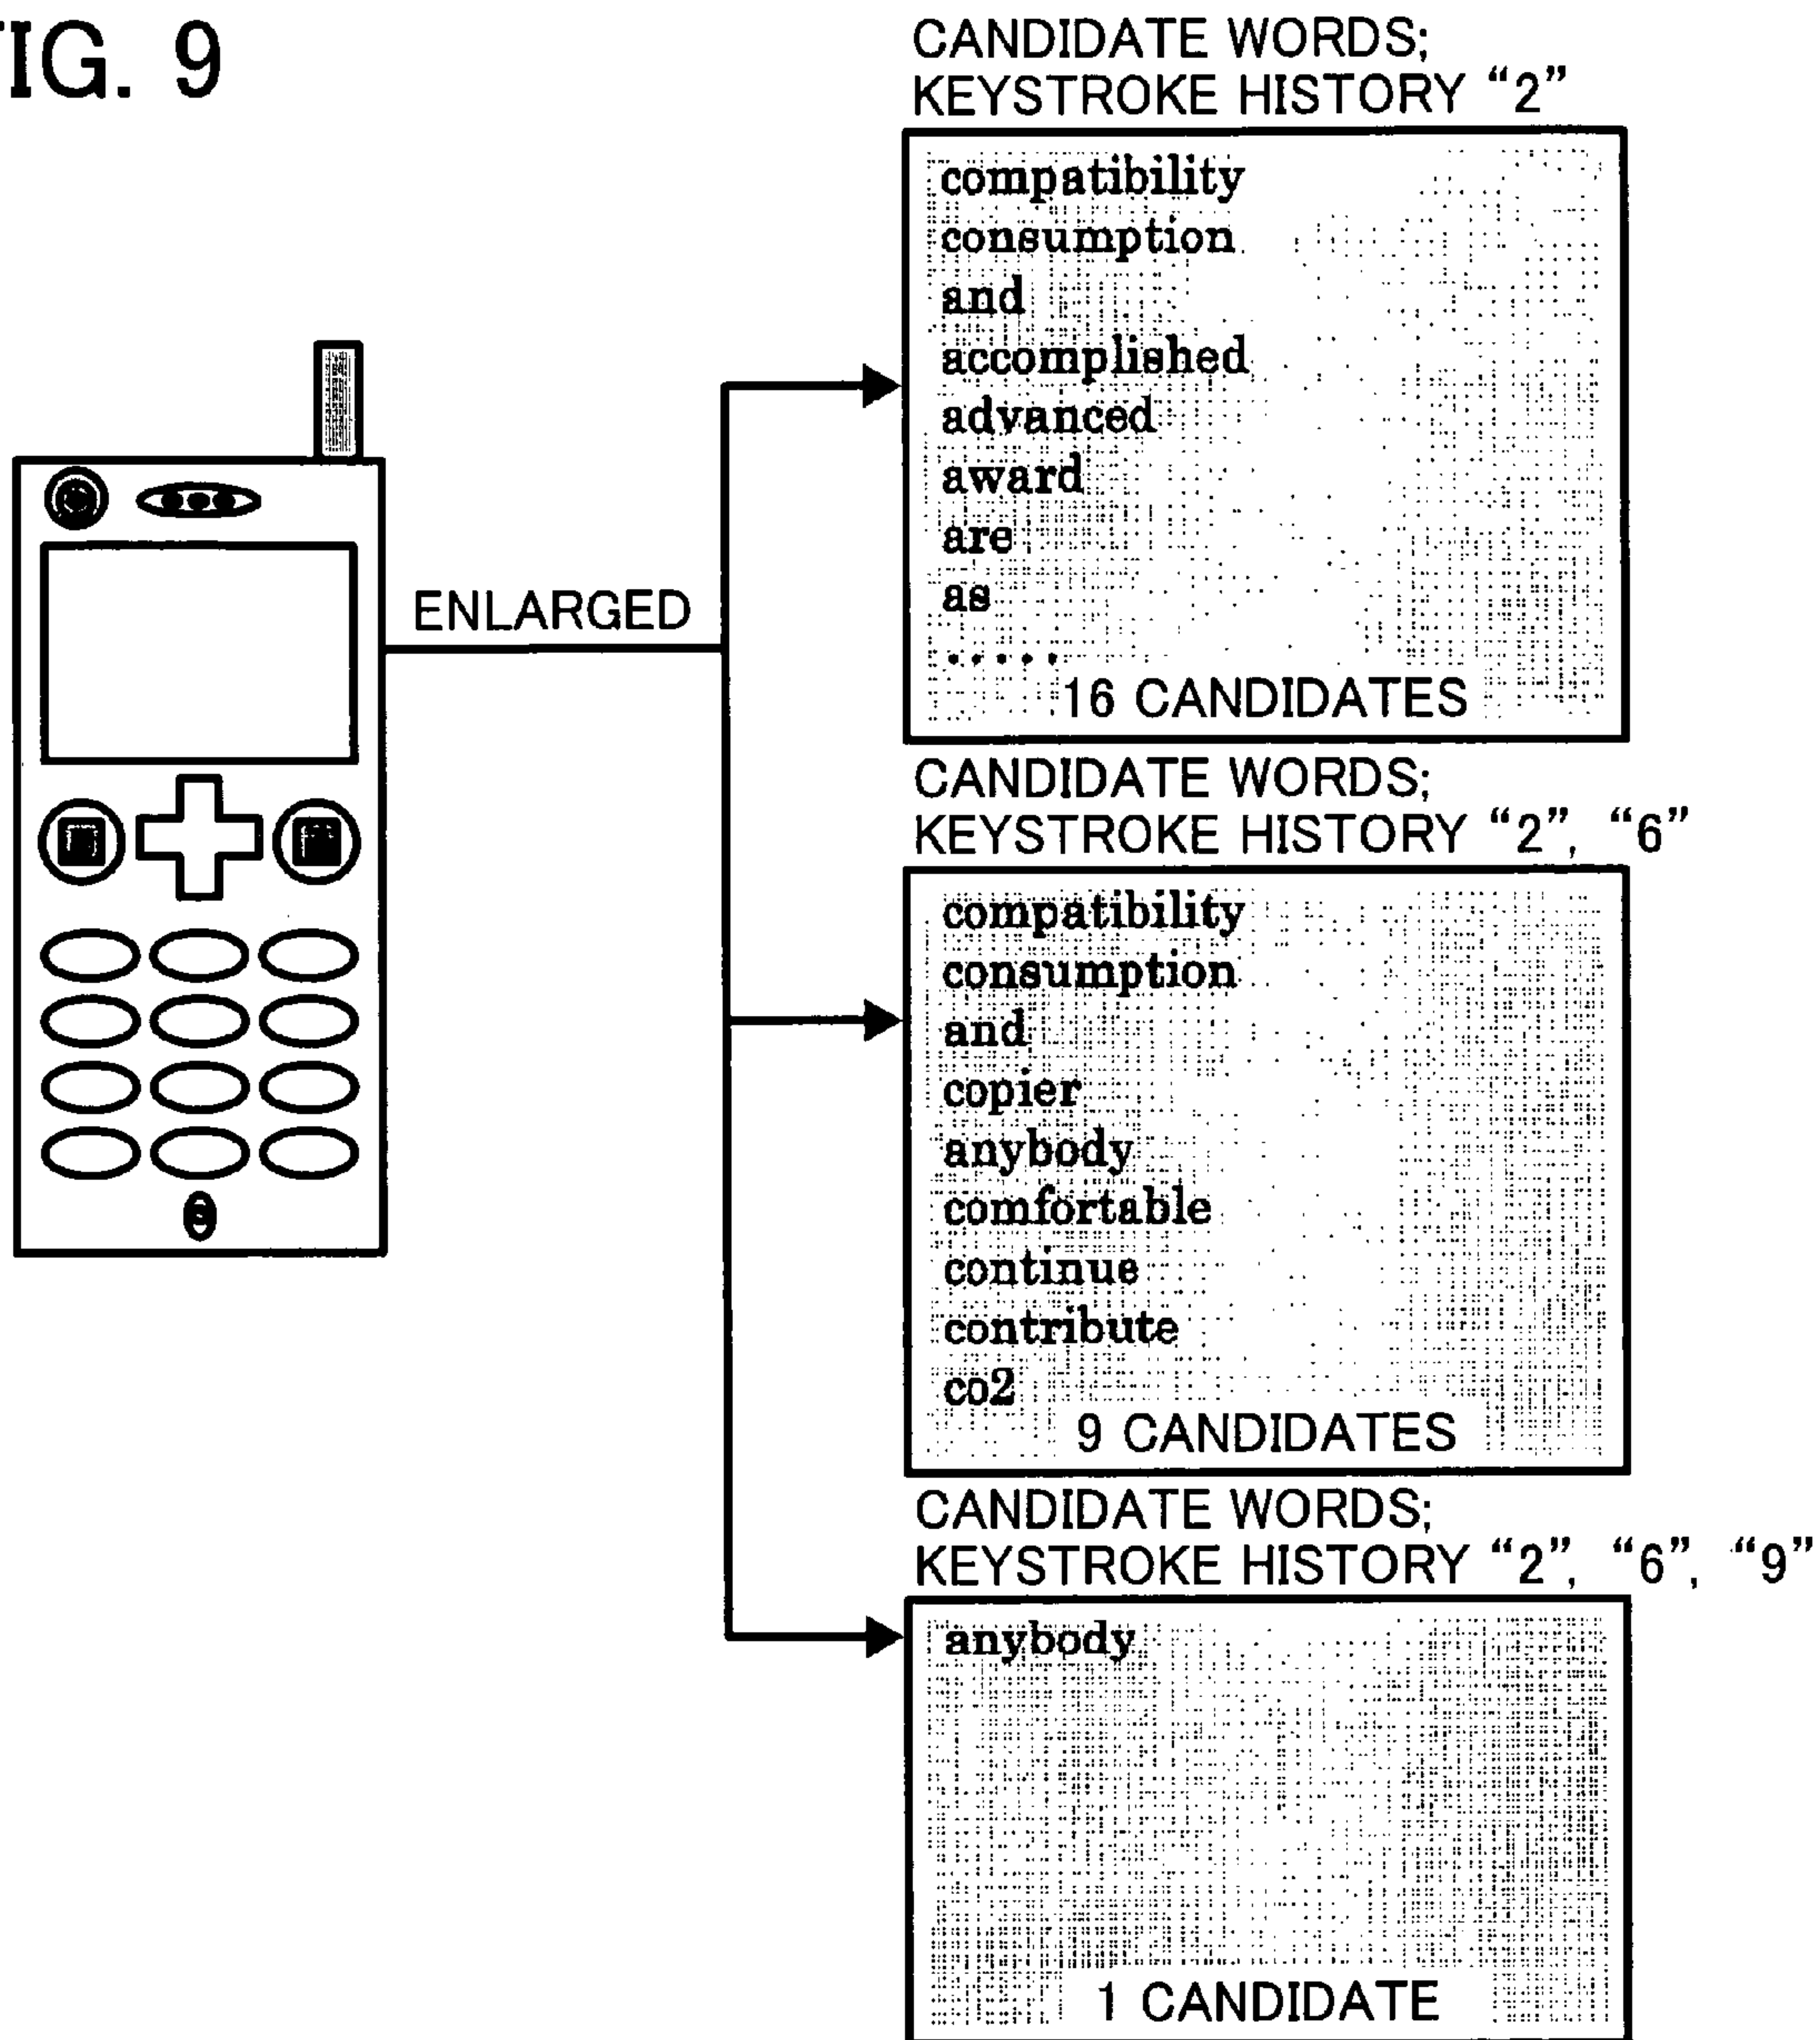 FIG. 9
CANDIDATE WORDS;
KEYSTROKE HISTORY “2”
compatibility
consumption
and
accomplished
advanced
award
are
as
.....
16 CANDIDATES
ENLARGED
CANDIDATE WORDS;
KEYSTROKE HISTORY “2”, “6”
compatibility
consumption
and
copier
anybody
comfortable
continue
contribute
co2
9 CANDIDATES
CANDIDATE WORDS;
KEYSTROKE HISTORY “2”, “6”, “9”
anybody
1 CANDIDATE